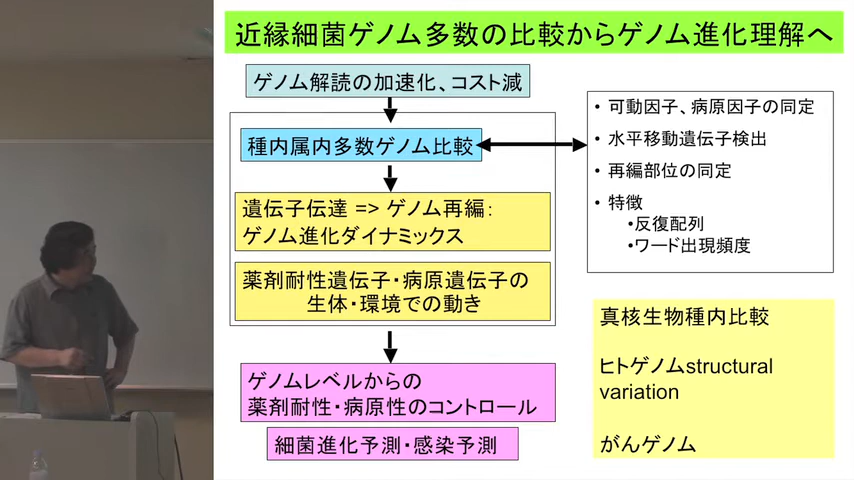 近縁細菌ゲノム多数の比較からゲノム進化理解へ
ゲノム解読の加速化、コスト減
種内属内多数ゲノム比較
遺伝子伝達 => ゲノム再編:
ゲノム進化ダイナミックス
薬剤耐性遺伝子・病原遺伝子の
生体・環境での動き
ゲノムレベルからの
薬剤耐性・病原性のコントロール
細菌進化予測・感染予測
• 可動因子、病原因子の同定
• 水平移動遺伝子検出
• 再編部位の同定
• 特徴
•反復配列
•ワード出現頻度
真核生物種内比較
ヒトゲノムstructural
variation
がんゲノム